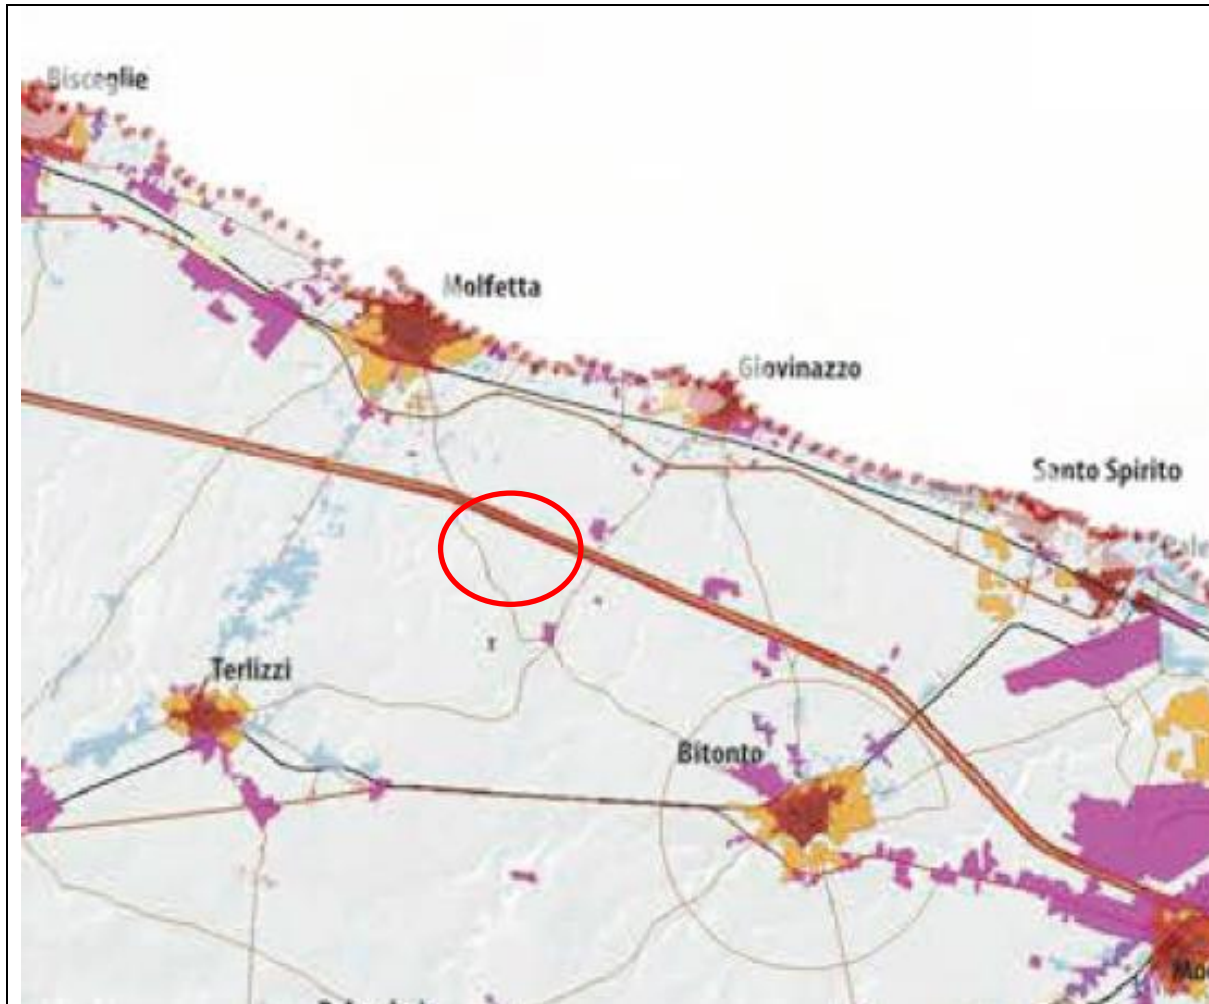 Bisceglie
Molfetta
Giovinazzo
Santo Spirito
Terlizzi
Bitonto